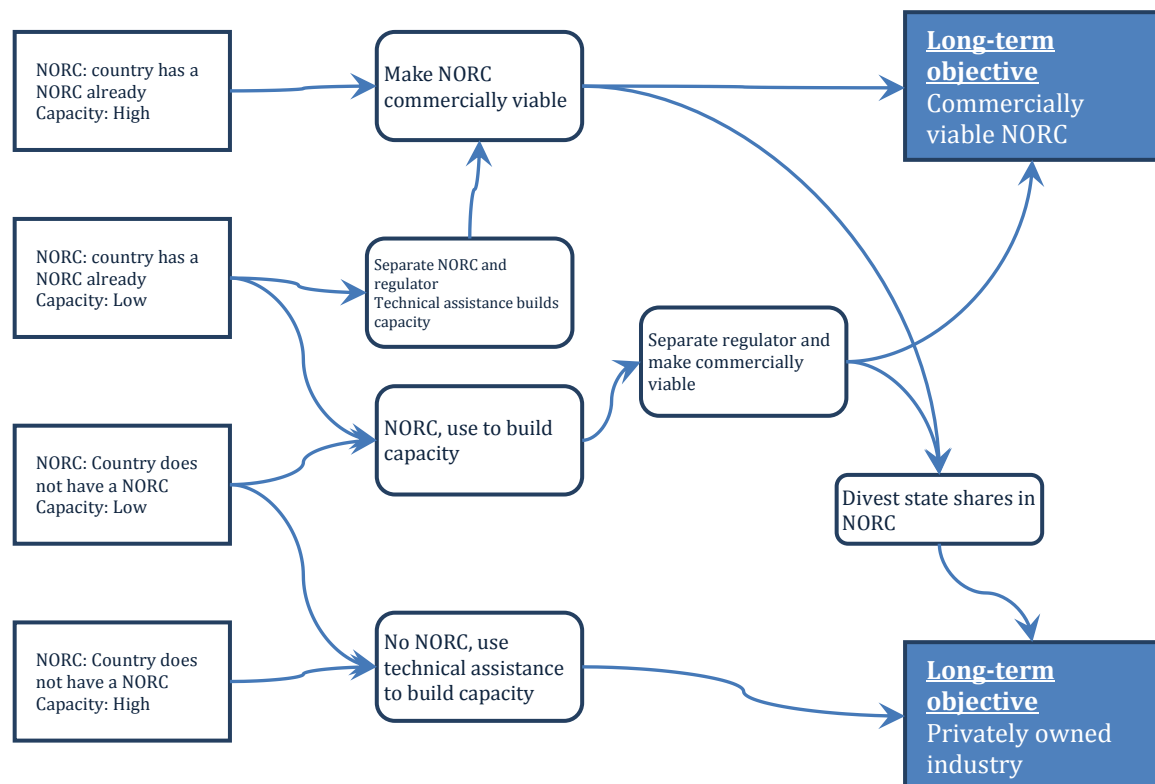 NORC: country has a
NORC already
Capacity: High
Make NORC
commercially viable
Long-term
objective
Commercially
viable NORC
NORC: country has a
NORC already
Capacity: Low
Separate NORC and
regulator
Technical assistance builds
capacity
Separate regulator and
make commercially
viable
NORC: Country does
not have a NORC
Capacity: Low
NORC, use to build
capacity
Divest state shares in
NORC
NORC: Country does
not have a NORC
Capacity: High
No NORC, use
technical assistance
to build capacity
Long-term
objective
Privately owned
industry